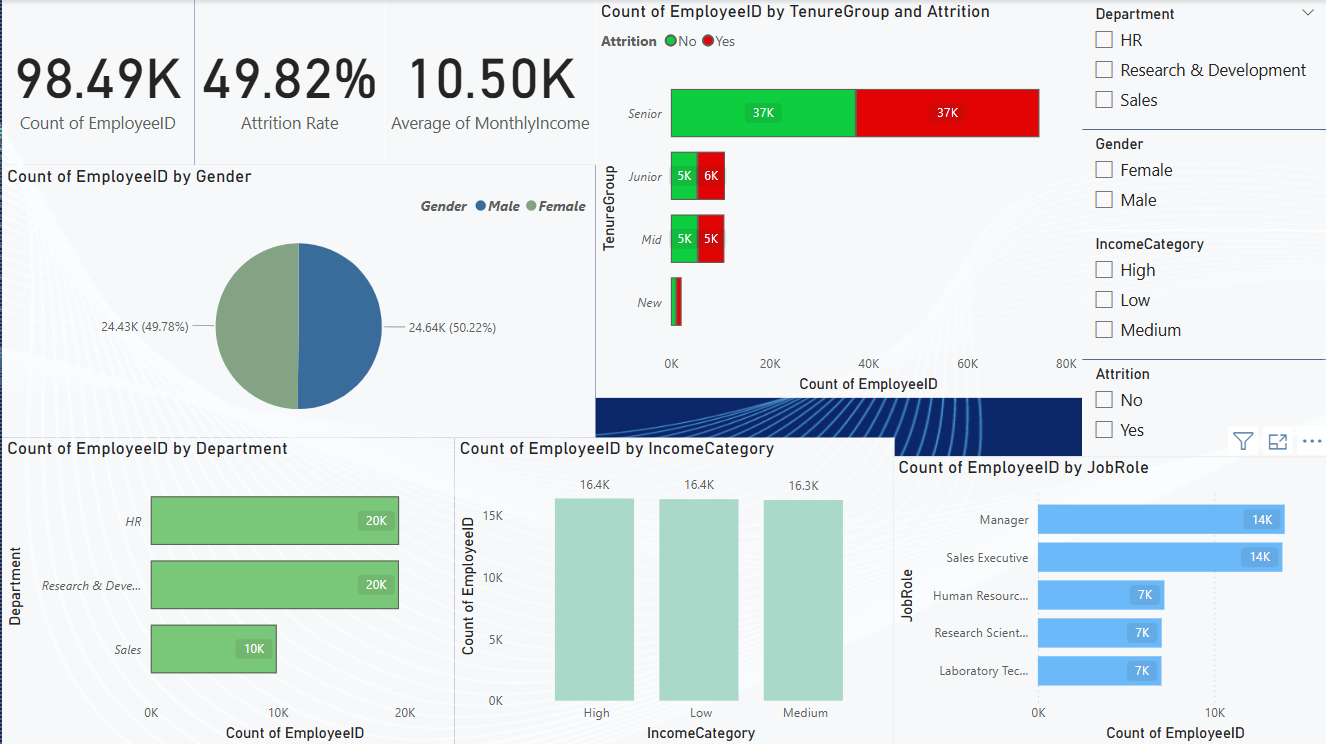 98.49K
Count of EmployeeID
49.82%
Attrition Rate
10.50K
Average of MonthlyIncome
Count of EmployeeID by TenureGroup and Attrition
Attrition No Yes
TenureGroup
Senior 37K 37K
Junior 5K 6K
Mid 5K 5K
New
0K 20K 40K 60K 80K
Count of EmployeeID
Department
HR
Research & Development
Sales
Gender
Female
Male
IncomeCategory
High
Low
Medium
Attrition
No
Yes
Count of EmployeeID by Gender
Gender Male Female
24.43K (49.78%)
24.64K (50.22%)
Count of EmployeeID by Department
Department
HR 20K
Research & Deve... 20K
Sales 10K
0K 10K 20K
Count of EmployeeID
Count of EmployeeID by IncomeCategory
Count of EmployeeID
16.4K 16.4K 16.3K
15K
10K
5K
0K
High Low Medium
IncomeCategory
Count of EmployeeID by JobRole
JobRole
Manager 14K
Sales Executive 14K
Human Resourc... 7K
Research Scient... 7K
Laboratory Tec... 7K
0K 10K
Count of EmployeeID